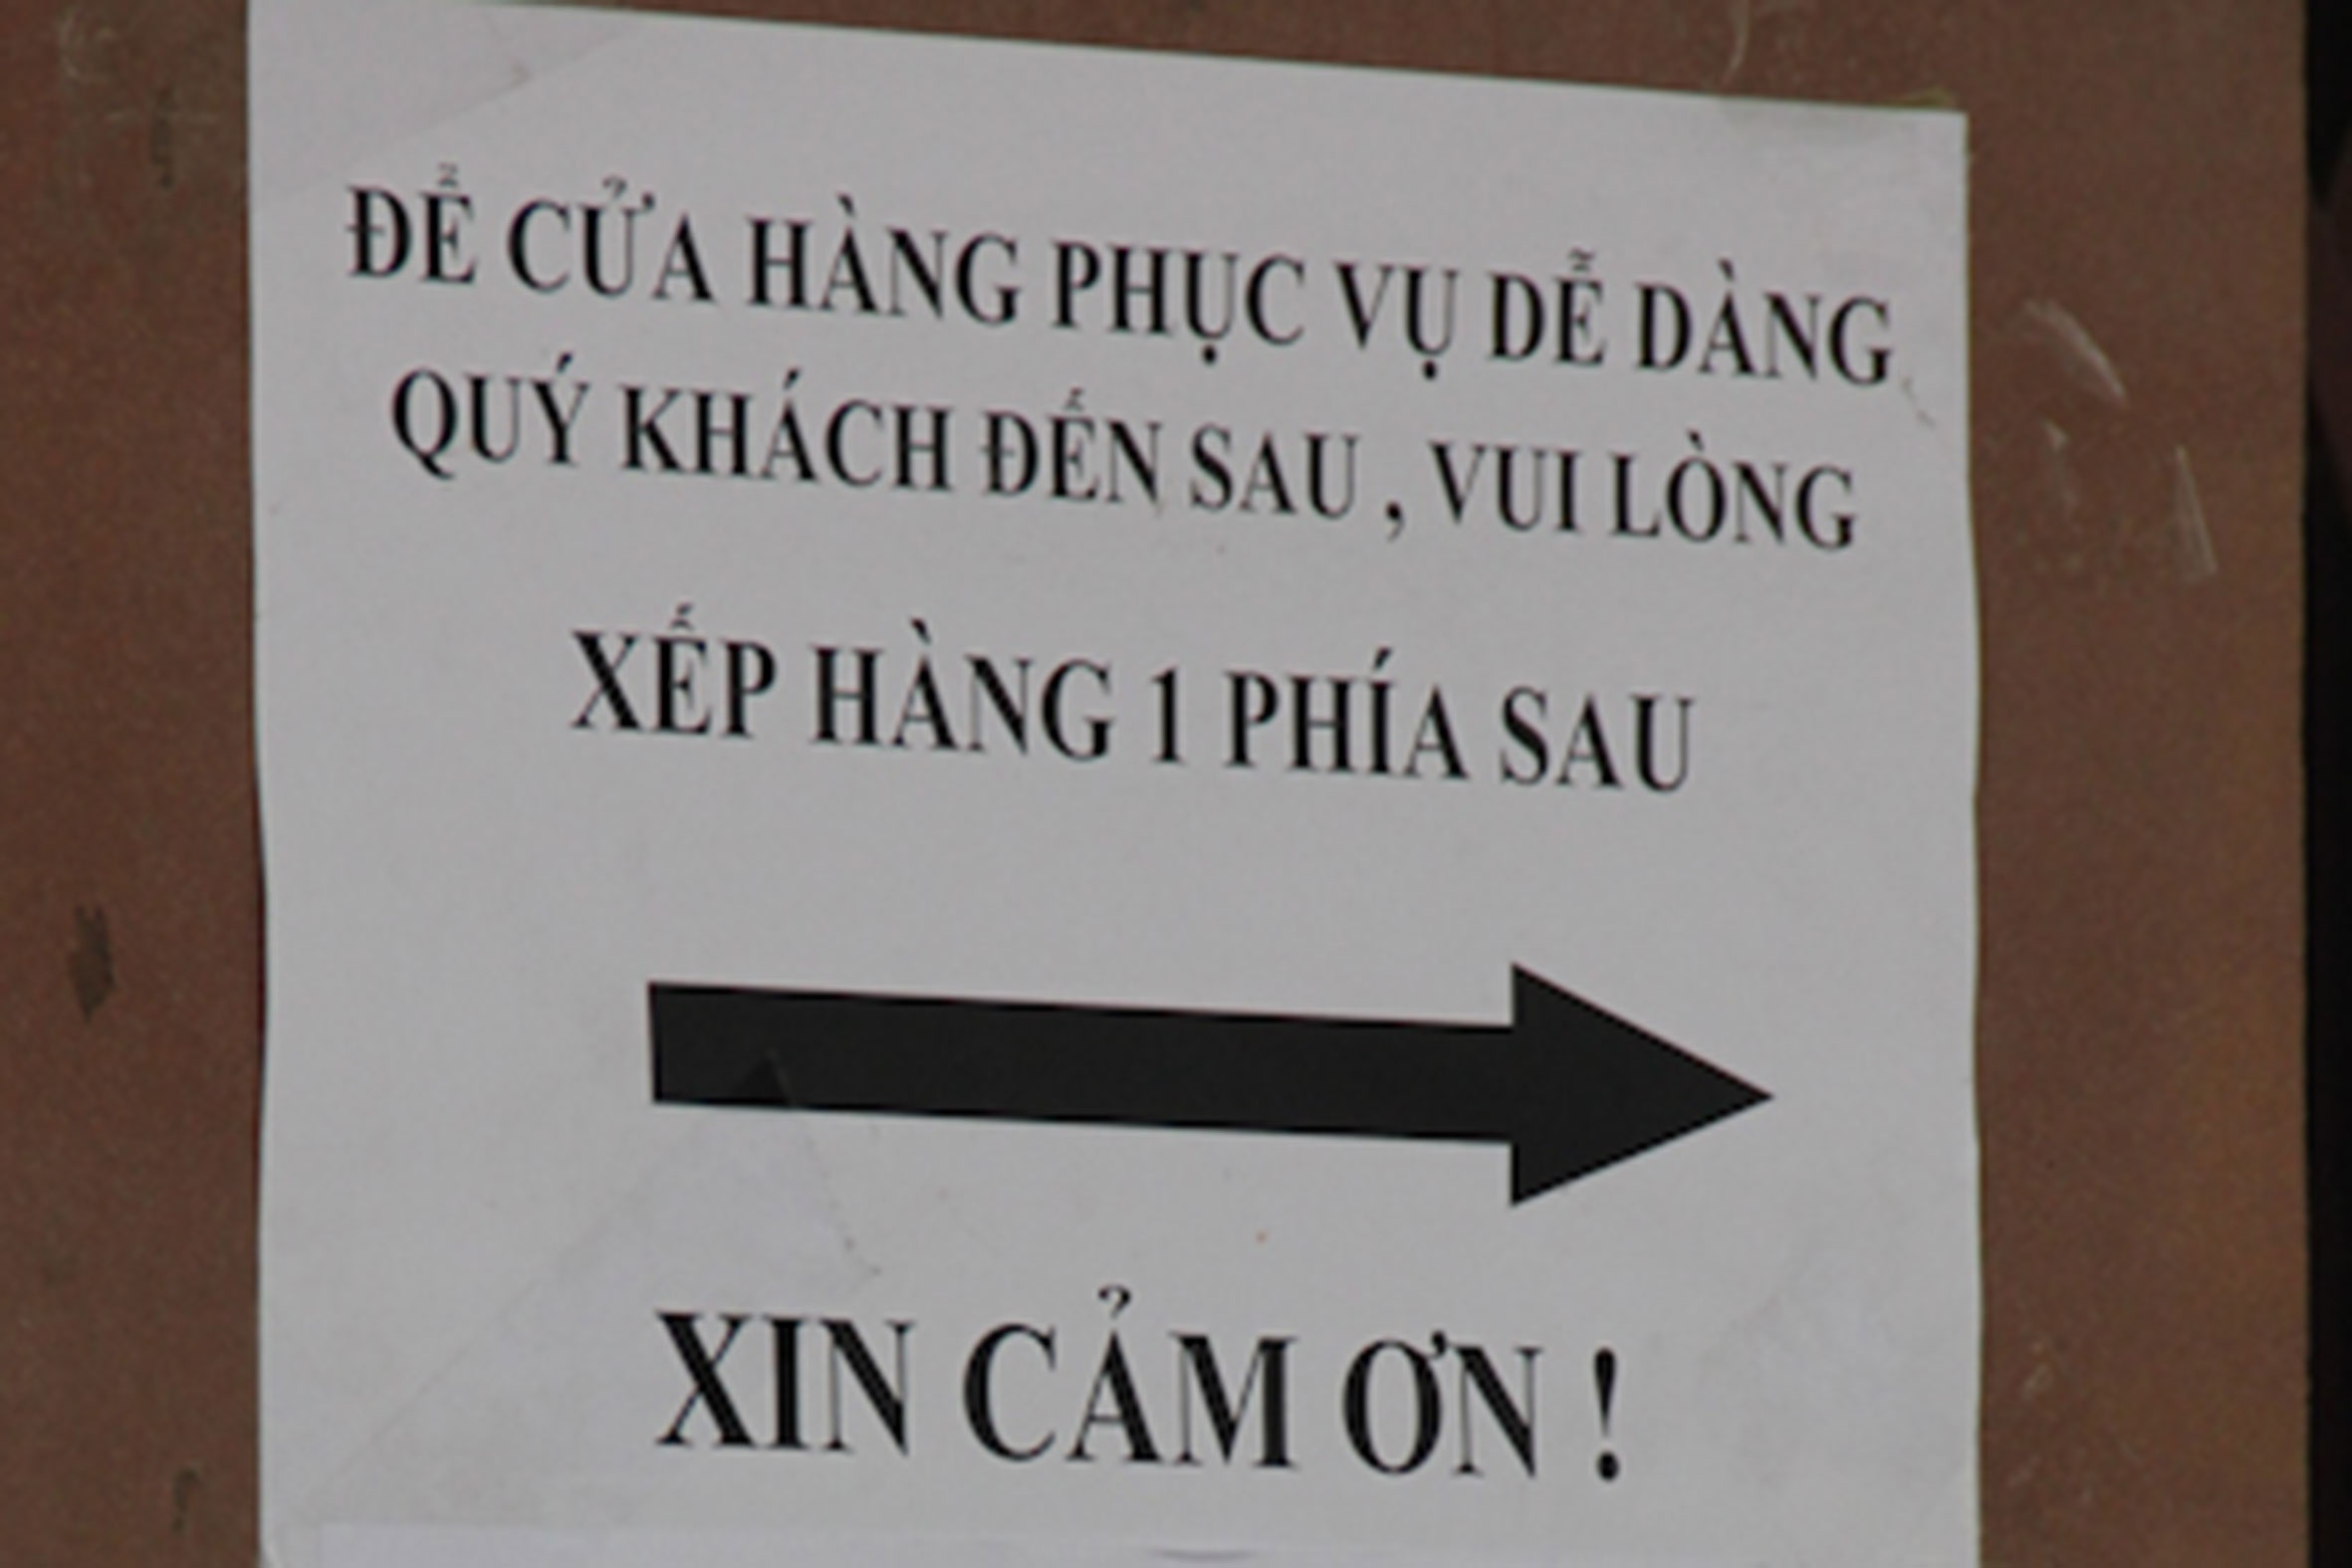 ĐỂ CỬA HÀNG PHỤC VỤ DỄ DÀNG
QUÝ KHÁCH ĐẾN SAU , VUI LÒNG
XẾP HÀNG 1 PHÍA SAU
XIN CẢM ƠN !